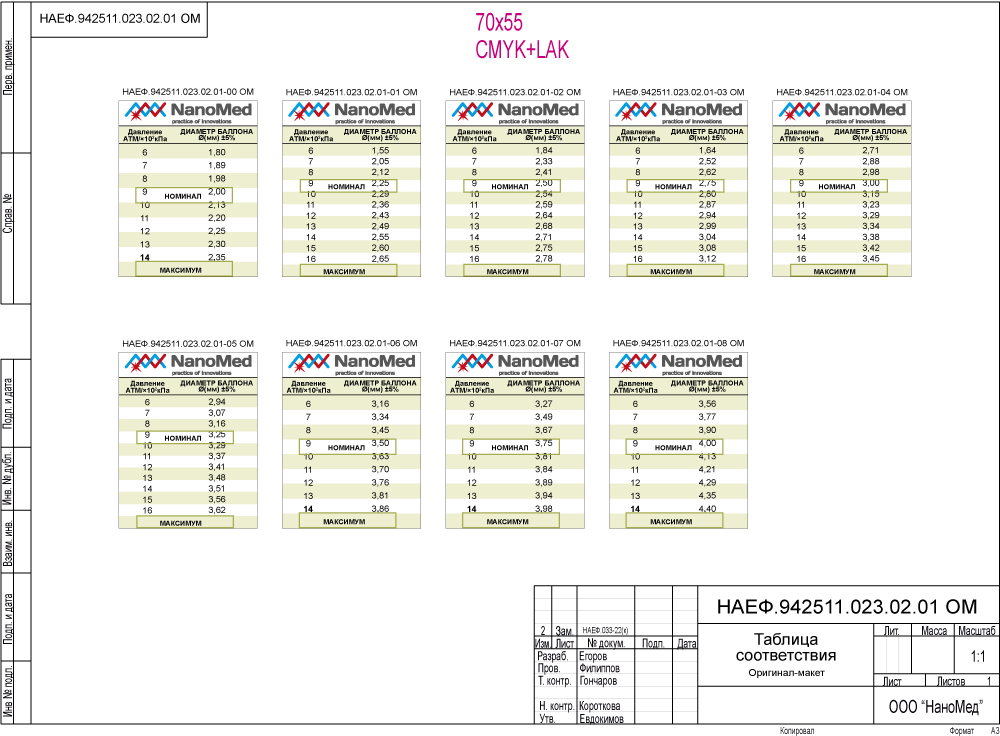 НАЕФ.942511.023.02.01 ОМ
70x55
CMYK+LAK
Перв. примен.
Справ. №
Подп. и дата
Инв. № дубл.
Взаим. инв.
Подп. и дата
Инв № подл.
НАЕФ.942511.023.02.01-00 ОМ
NanoMed
practice of Innovations
Давление ДИАМЕТР БАЛЛОНА
АТМ/×10²кПа Ø(мм) ±5%
6 1,80
7 1,89
8 1,98
9 2,00
НОМИНАЛ
10 2,13
11 2,20
12 2,25
13 2,30
14 2,35
МАКСИМУМ
НАЕФ.942511.023.02.01-01 ОМ
NanoMed
practice of Innovations
Давление ДИАМЕТР БАЛЛОНА
АТМ/×10²кПа Ø(мм) ±5%
6 1,55
7 2,05
8 2,12
9 2,25
НОМИНАЛ
10 2,29
11 2,36
12 2,43
13 2,49
14 2,55
15 2,60
16 2,65
МАКСИМУМ
НАЕФ.942511.023.02.01-02 ОМ
NanoMed
practice of Innovations
Давление ДИАМЕТР БАЛЛОНА
АТМ/×10²кПа Ø(мм) ±5%
6 1,84
7 2,33
8 2,41
9 2,50
НОМИНАЛ
10 2,54
11 2,59
12 2,64
13 2,68
14 2,71
15 2,75
16 2,78
МАКСИМУМ
НАЕФ.942511.023.02.01-03 ОМ
NanoMed
practice of Innovations
Давление ДИАМЕТР БАЛЛОНА
АТМ/×10²кПа Ø(мм) ±5%
6 1,64
7 2,52
8 2,62
9 2,75
НОМИНАЛ
10 2,80
11 2,87
12 2,94
13 2,99
14 3,04
15 3,08
16 3,12
МАКСИМУМ
НАЕФ.942511.023.02.01-04 ОМ
NanoMed
practice of Innovations
Давление ДИАМЕТР БАЛЛОНА
АТМ/×10²кПа Ø(мм) ±5%
6 2,71
7 2,88
8 2,98
9 3,00
НОМИНАЛ
10 3,15
11 3,23
12 3,29
13 3,34
14 3,38
15 3,42
16 3,45
МАКСИМУМ
НАЕФ.942511.023.02.01-05 ОМ
NanoMed
practice of Innovations
Давление ДИАМЕТР БАЛЛОНА
АТМ/×10²кПа Ø(мм) ±5%
6 2,94
7 3,07
8 3,16
9 3,25
НОМИНАЛ
10 3,29
11 3,37
12 3,41
13 3,48
14 3,51
15 3,56
16 3,62
МАКСИМУМ
НАЕФ.942511.023.02.01-06 ОМ
NanoMed
practice of Innovations
Давление ДИАМЕТР БАЛЛОНА
АТМ/×10²кПа Ø(мм) ±5%
6 3,16
7 3,34
8 3,45
9 3,50
НОМИНАЛ
10 3,63
11 3,70
12 3,76
13 3,81
14 3,86
МАКСИМУМ
НАЕФ.942511.023.02.01-07 ОМ
NanoMed
practice of Innovations
Давление ДИАМЕТР БАЛЛОНА
АТМ/×10²кПа Ø(мм) ±5%
6 3,27
7 3,49
8 3,67
9 3,75
НОМИНАЛ
10 3,81
11 3,84
12 3,89
13 3,94
14 3,98
МАКСИМУМ
НАЕФ.942511.023.02.01-08 ОМ
NanoMed
practice of Innovations
Давление ДИАМЕТР БАЛЛОНА
АТМ/×10²кПа Ø(мм) ±5%
6 3,56
7 3,77
8 3,90
9 4,00
НОМИНАЛ
10 4,13
11 4,21
12 4,29
13 4,35
14 4,40
МАКСИМУМ
НАЕФ.942511.023.02.01 ОМ
2 Зам. НАЕФ.033-22(и)
Изм. Лист № докум. Подп. Дата
Разраб. Егоров
Пров. Филиппов
Т. контр. Гончаров
Н. контр. Короткова
Утв. Евдокимов
Таблица
соответствия
Оригинал-макет
Лит. Масса Масштаб
1:1
Лист Листов 1
ООО “НаноМед”
Копировал Формат А3